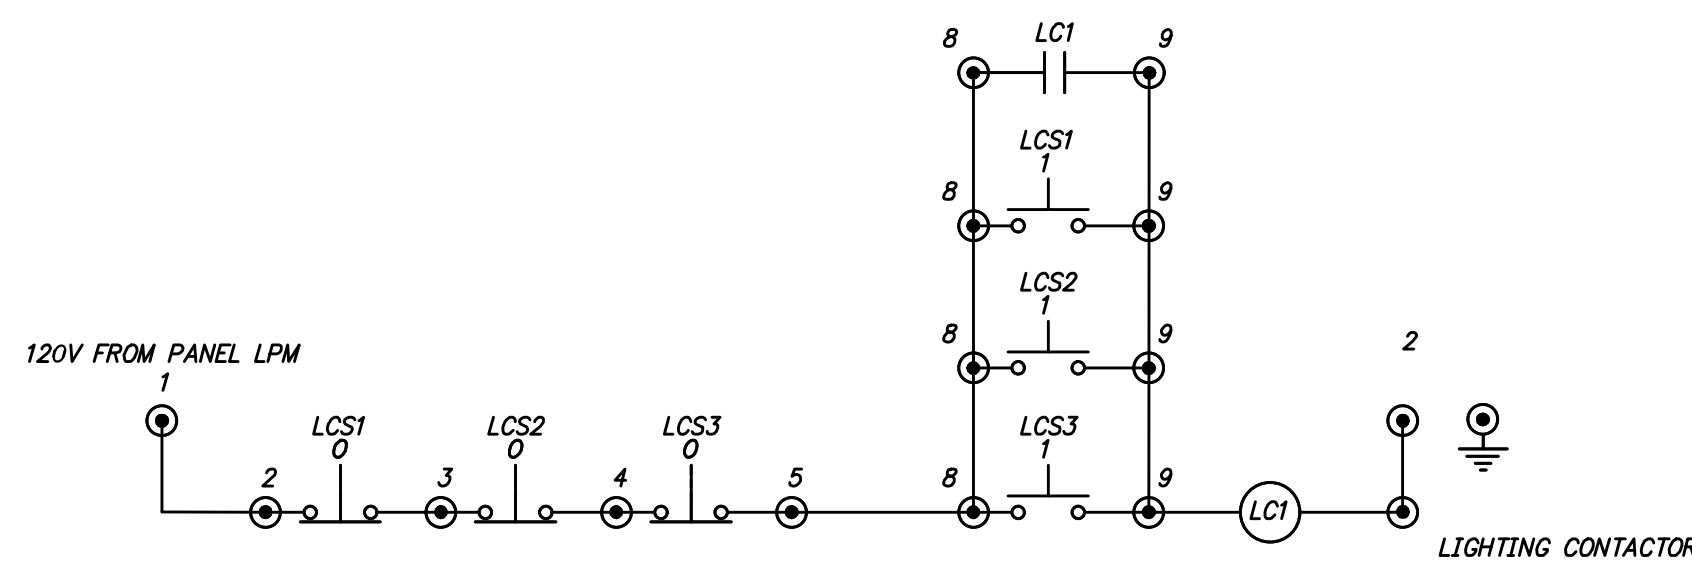 8 LC1 9
LCS1
1
8 9
LCS2
1
8 9
2
120V FROM PANEL LPM
1
LCS1 LCS2 LCS3 LCS3
0 0 0 1
2 3 4 5 8 9
LC1
LIGHTING CONTACTOR